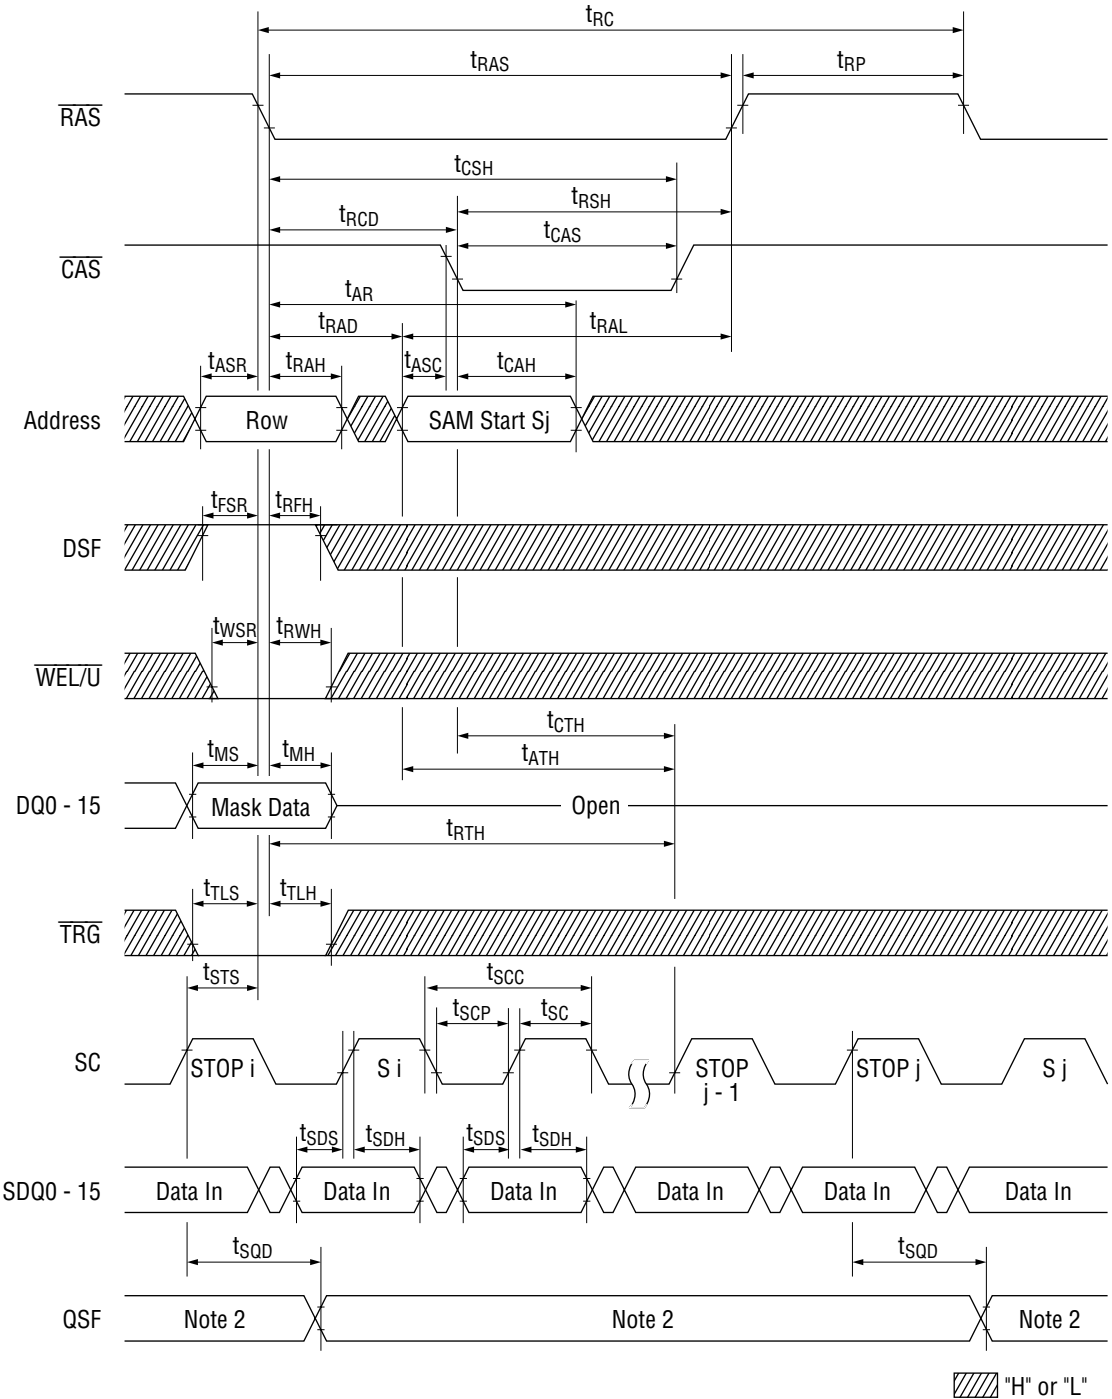 tRC
tRAS
tRP
RAS
tCSH
tRSH
tRCD
tCAS
CAS
tAR
tRAD
tRAL
tASR
tRAH
tASC
tCAH
Address
Row
SAM Start Sj
tFSR
tRFH
DSF
tWSR
tRWH
WEL/U
tCTH
tMS
tMH
tATH
DQ0 - 15
Mask Data
Open
tRTH
tTLS
tTLH
TRG
tSTS
tSCC
tSCP
tSC
SC
STOP i
S i
STOP
j - 1
STOP j
S j
tSDS
tSDH
tSDS
tSDH
SDQ0 - 15
Data In
Data In
Data In
Data In
Data In
Data In
tSQD
tSQD
QSF
Note 2
Note 2
Note 2
"H" or "L"